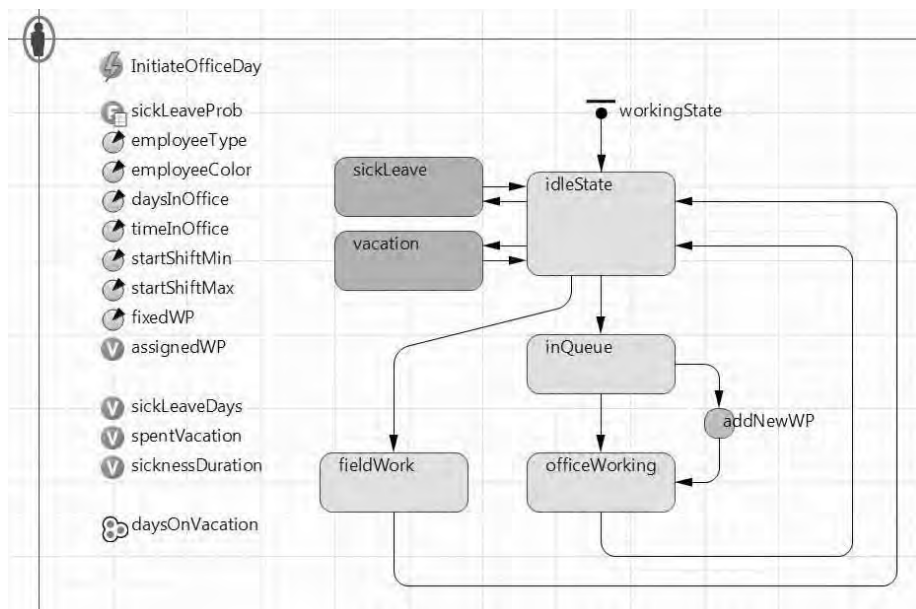 InitiateOfficeDay
sickLeaveProb
employeeType
employeeColor
daysInOffice
timeInOffice
startShiftMin
startShiftMax
fixedWP
assignedWP
sickLeaveDays
spentVacation
sicknessDuration
daysOnVacation
workingState
sickLeave
idleState
vacation
inQueue
addNewWP
fieldWork
officeWorking